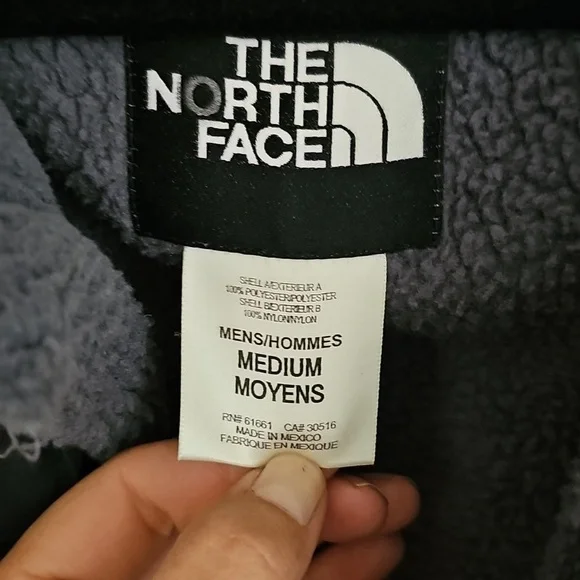 THE
NORTH
FACE
SHELL A/EXTERIEUR A
100% POLYESTER/POLYESTER
SHELL B/EXTERIEUR B
100% NYLON/NYLON
MENS/HOMMES
MEDIUM
MOYENS
RN# 61661 CA# 30516
MADE IN MEXICO
FABRIQUE EN MEXIQUE